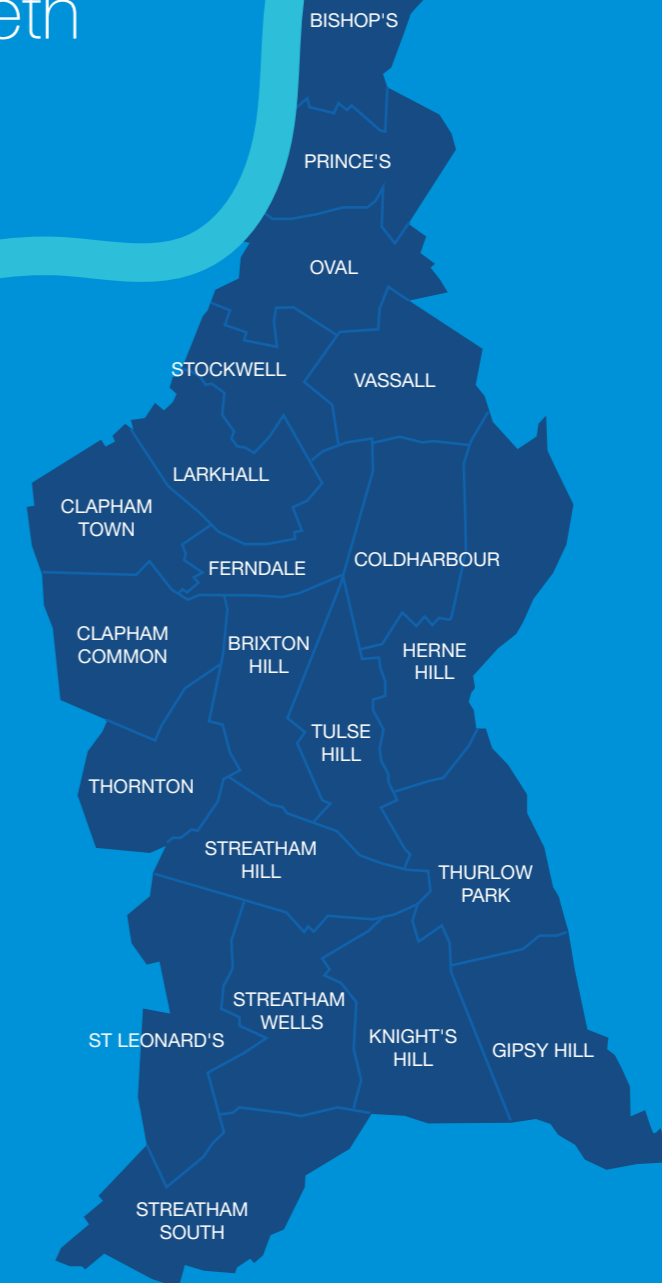 eth
BISHOP'S
PRINCE'S
OVAL
STOCKWELL
VASSALL
LARKHALL
CLAPHAM
TOWN
FERNDALE
COLDHARBOUR
CLAPHAM
COMMON
BRIXTON
HILL
HERNE
HILL
TULSE
HILL
THORNTON
STREATHAM
HILL
THURLOW
PARK
STREATHAM
WELLS
ST LEONARD'S
KNIGHT'S
HILL
GIPSY HILL
STREATHAM
SOUTH